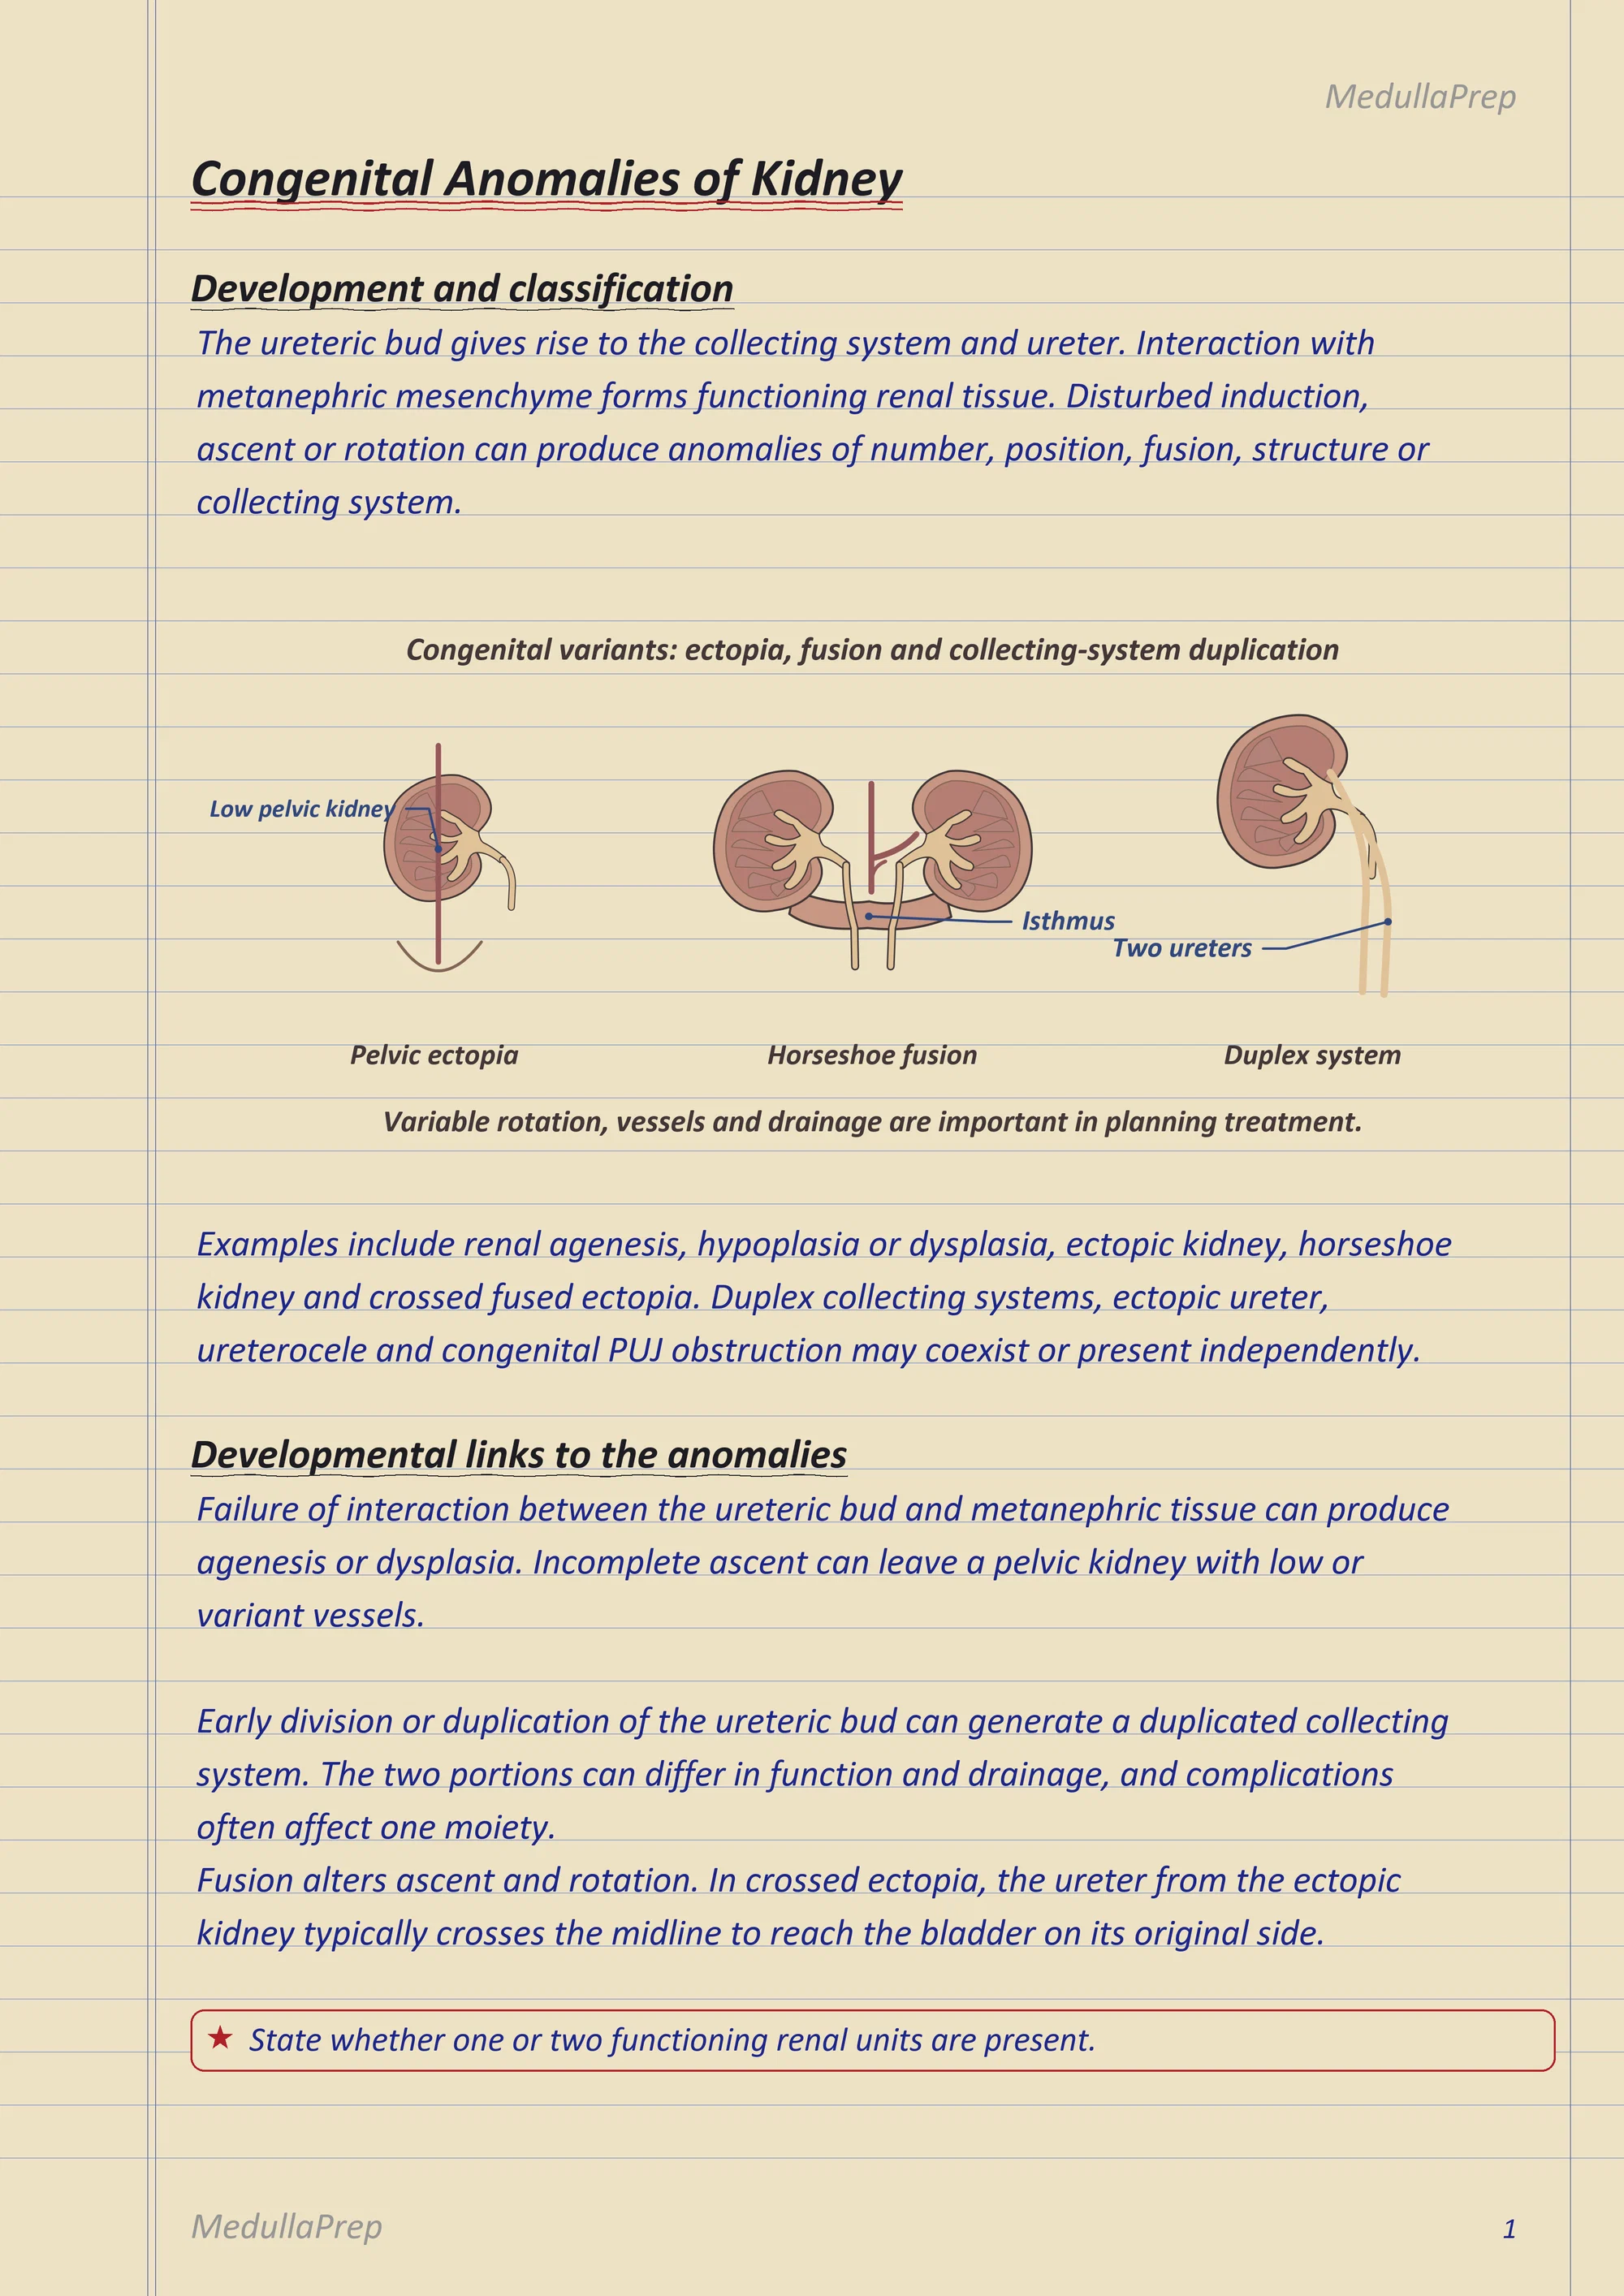 MedullaPrep
Congenital Anomalies of Kidney
Development and classification
The ureteric bud gives rise to the collecting system and ureter. Interaction with
metanephric mesenchyme forms functioning renal tissue. Disturbed induction,
ascent or rotation can produce anomalies of number, position, fusion, structure or
collecting system.
Congenital variants: ectopia, fusion and collecting-system duplication
Low pelvic kidney
Isthmus
Two ureters
Pelvic ectopia
Horseshoe fusion
Duplex system
Variable rotation, vessels and drainage are important in planning treatment.
Examples include renal agenesis, hypoplasia or dysplasia, ectopic kidney, horseshoe
kidney and crossed fused ectopia. Duplex collecting systems, ectopic ureter,
ureterocele and congenital PUJ obstruction may coexist or present independently.
Developmental links to the anomalies
Failure of interaction between the ureteric bud and metanephric tissue can produce
agenesis or dysplasia. Incomplete ascent can leave a pelvic kidney with low or
variant vessels.
Early division or duplication of the ureteric bud can generate a duplicated collecting
system. The two portions can differ in function and drainage, and complications
often affect one moiety.
Fusion alters ascent and rotation. In crossed ectopia, the ureter from the ectopic
kidney typically crosses the midline to reach the bladder on its original side.
★ State whether one or two functioning renal units are present.
MedullaPrep
1